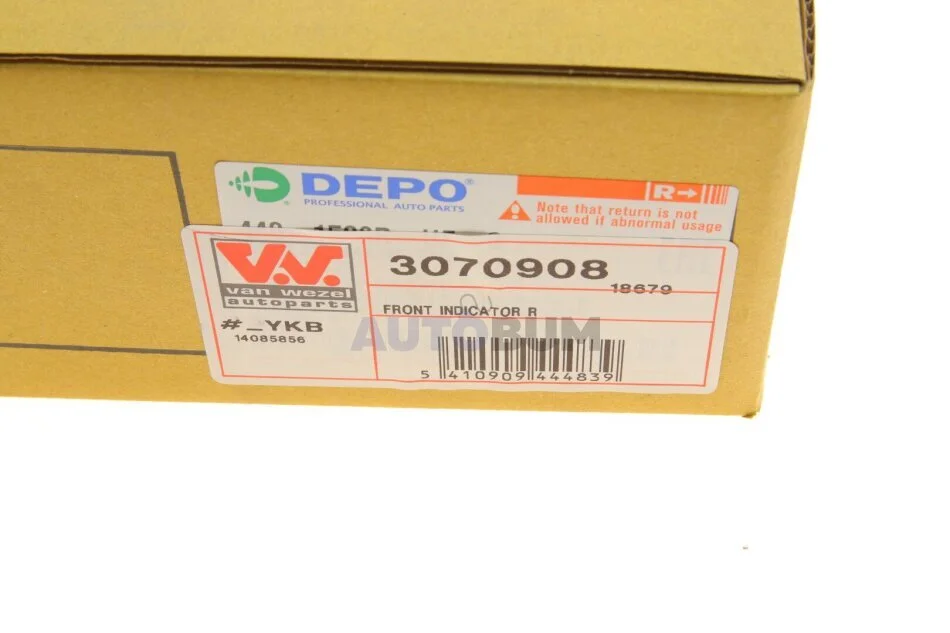 DEPO®
PROFESSIONAL AUTO PARTS
R→
Note that return is not
allowed if abnormal usage
V.V.
van wezel
autoparts
3070908
18679
FRONT INDICATOR R
#_YKB
14085856
AUTOBUM
5 410909 444839